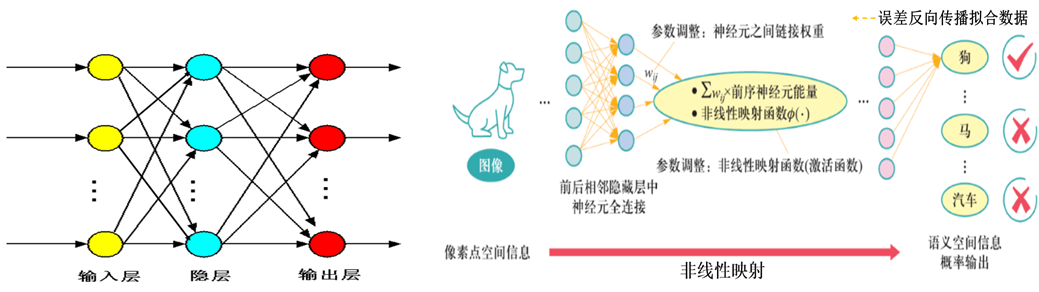 输入层
隐层
输出层
误差反向传播拟合数据
参数调整：神经元之间链接权重
wij
• ∑wij×前序神经元能量
• 非线性映射函数φ(·)
参数调整：非线性映射函数(激活函数)
图像
前后相邻隐藏层中
神经元全连接
狗
马
汽车
像素点空间信息
非线性映射
语义空间信息
概率输出